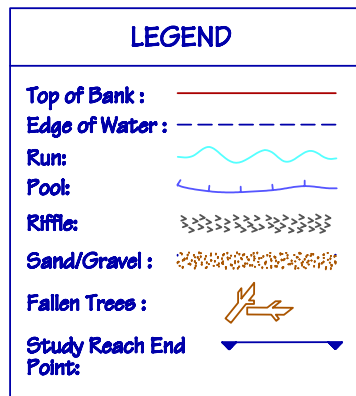 LEGEND
Top of Bank :
Edge of Water :
Run:
Pool:
Riffle:
Sand/Gravel :
Fallen Trees :
Study Reach End
Point: